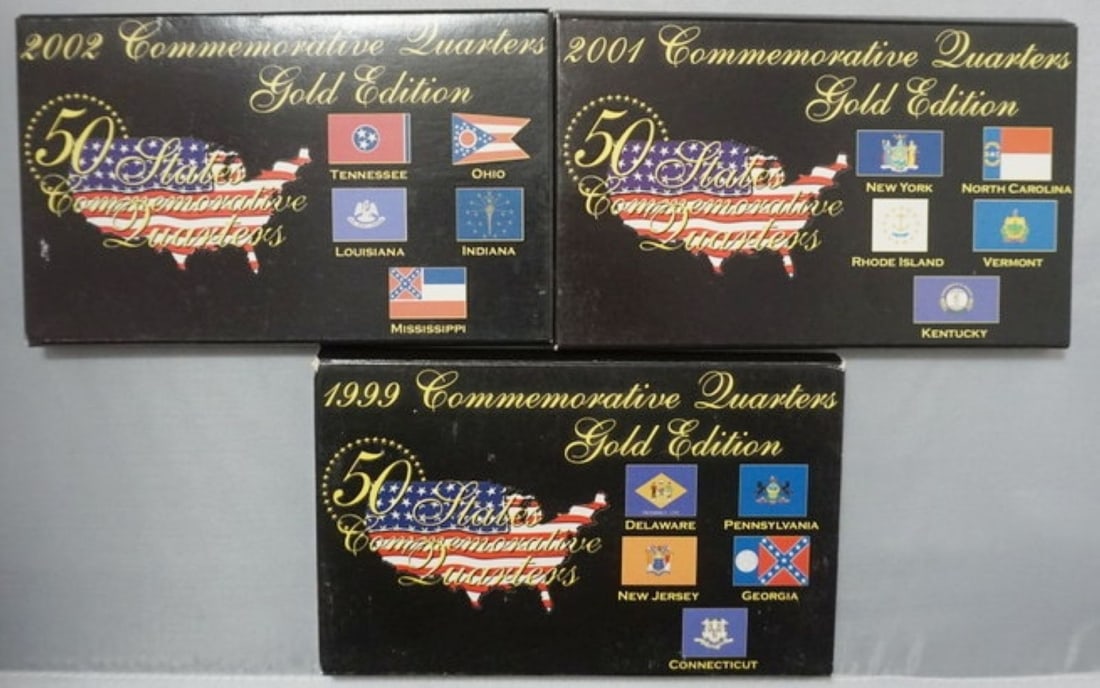 2002 Commemorative Quarters
Gold Edition
50 States
Commemorative
Quarters
TENNESSEE OHIO
LOUISIANA INDIANA
MISSISSIPPI
2001 Commemorative Quarters
Gold Edition
50 States
Commemorative
Quarters
NEW YORK NORTH CAROLINA
RHODE ISLAND VERMONT
KENTUCKY
1999 Commemorative Quarters
Gold Edition
50 States
Commemorative
Quarters
DELAWARE PENNSYLVANIA
NEW JERSEY GEORGIA
CONNECTICUT